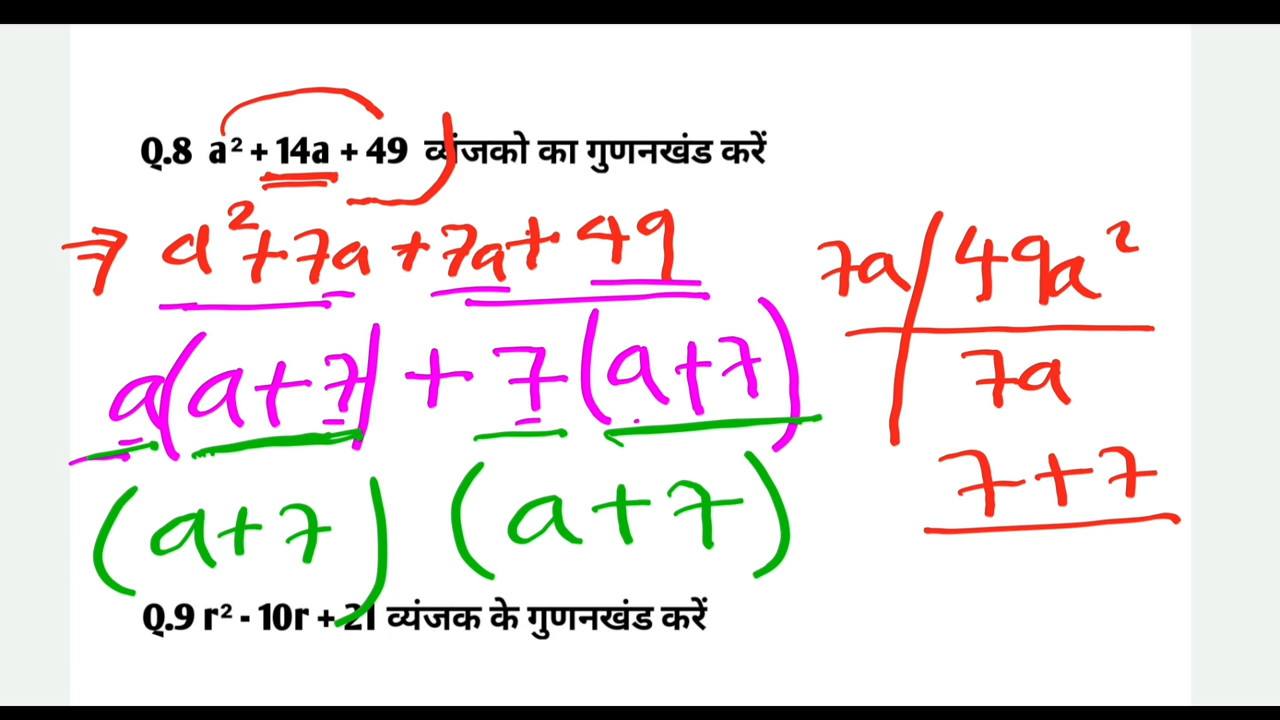 Q.8 a² + 14a + 49 व्यंजको का गुणनखंड करें
⇒ a² + 7a + 7a + 49
7a 49a²
7a
a(a+7) + 7(a+7)
7+7
(a+7) (a+7)
Q.9 r² - 10r + 21 व्यंजक के गुणनखंड करें